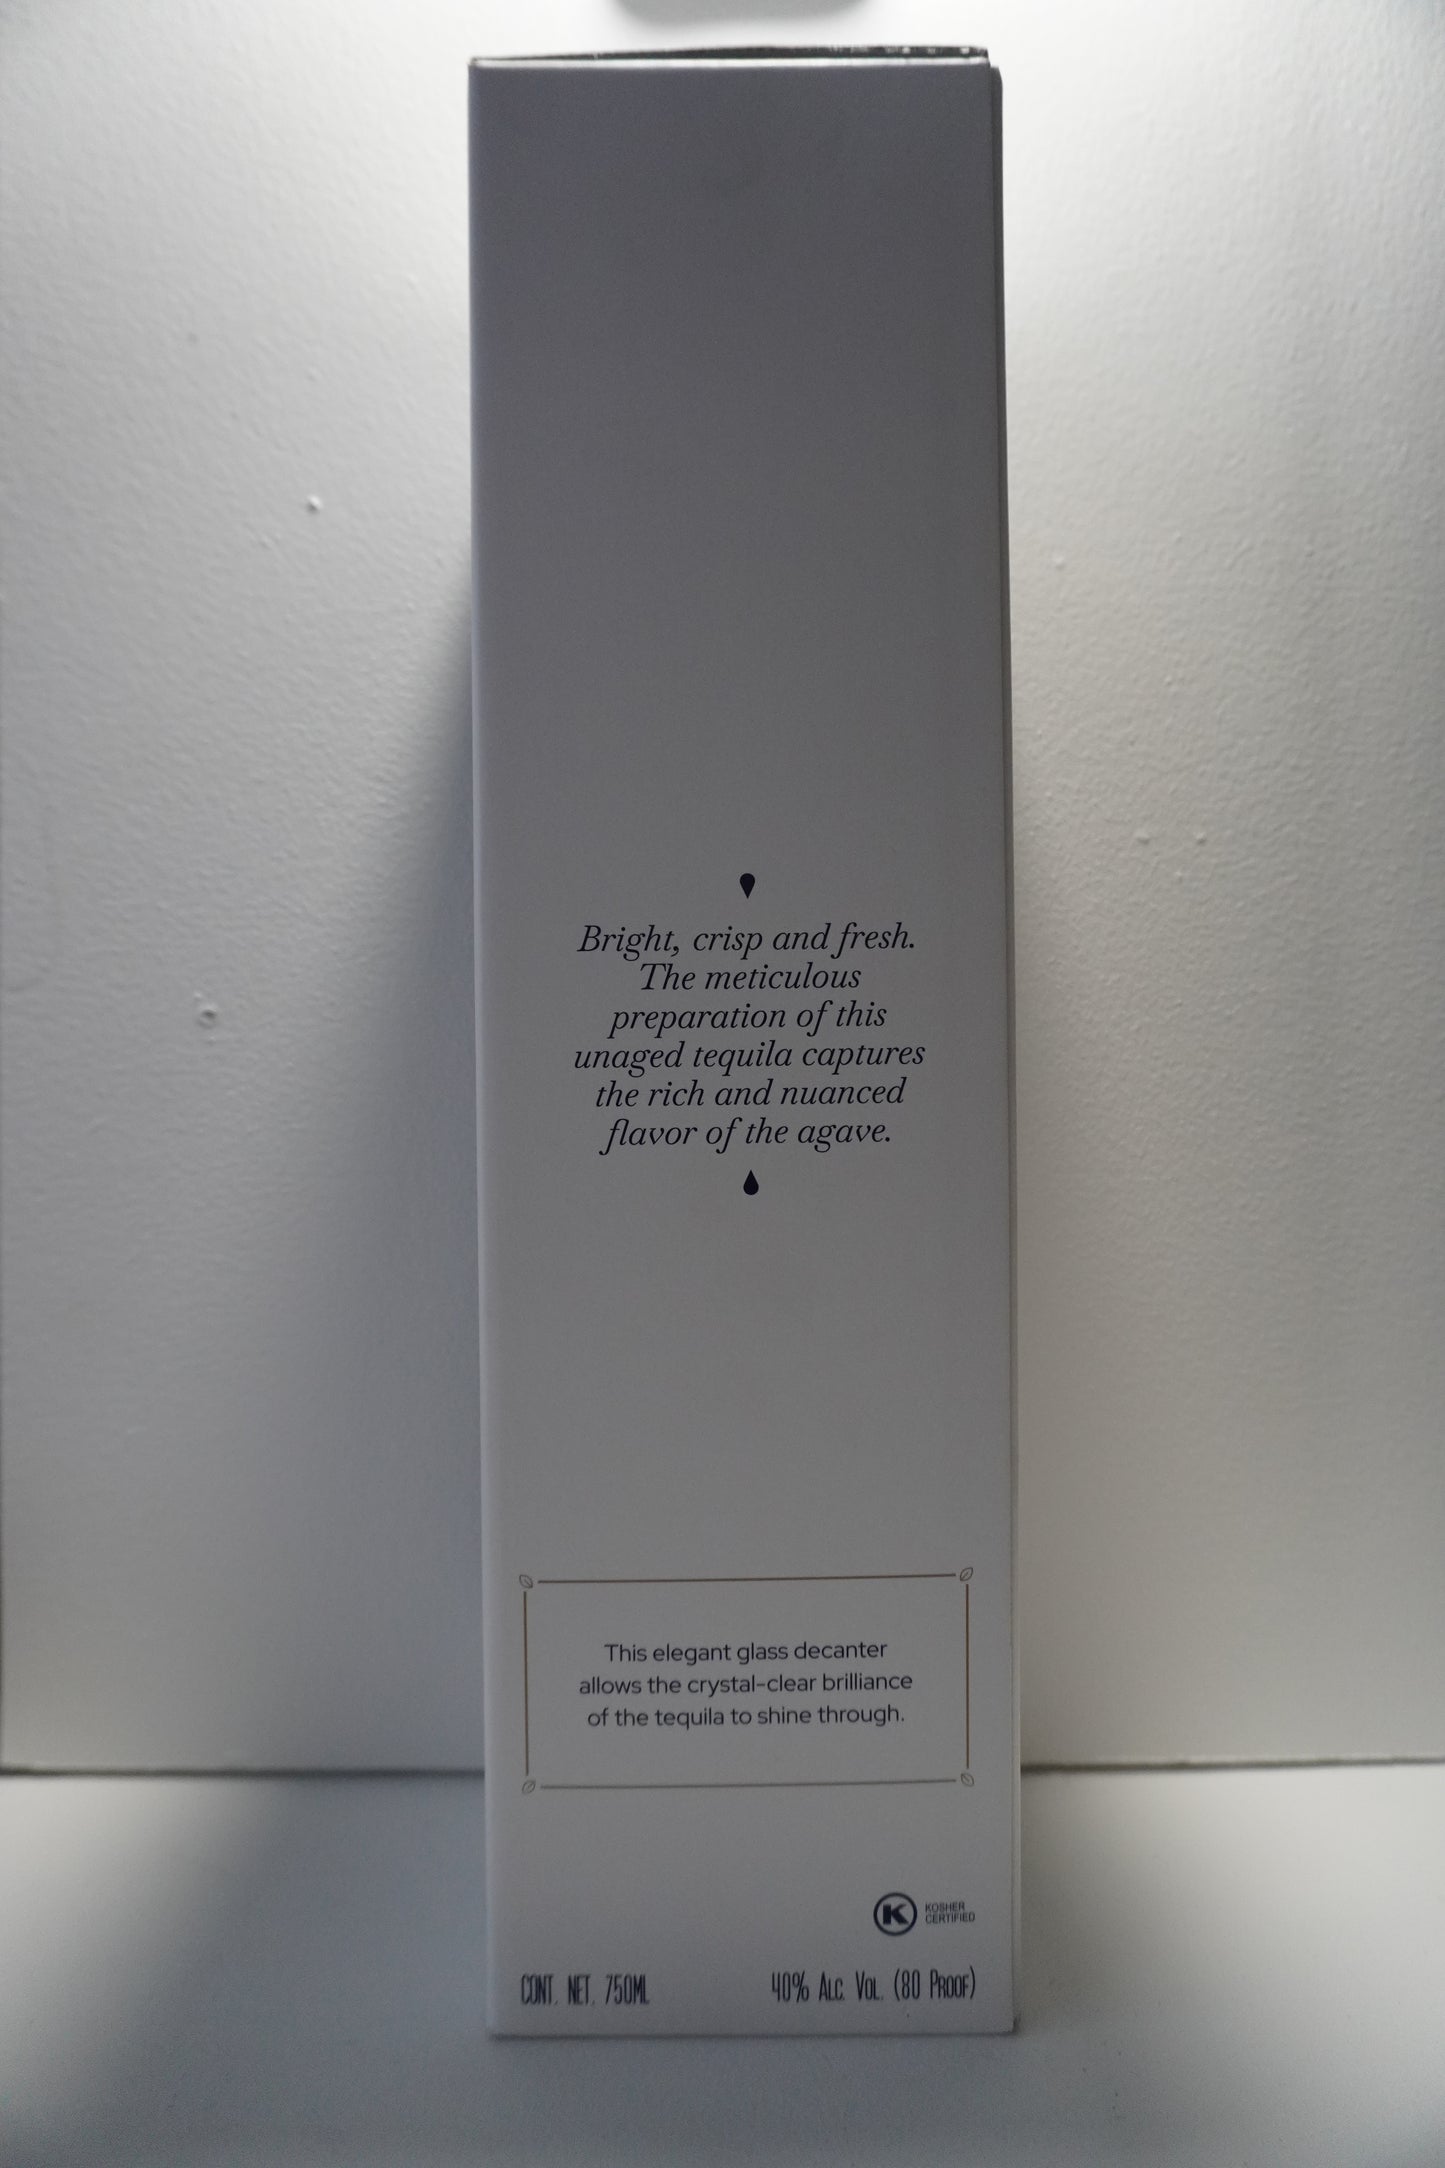 Bright, crisp and fresh.
The meticulous
preparation of this
unaged tequila captures
the rich and nuanced
flavor of the agave.
This elegant glass decanter
allows the crystal-clear brilliance
of the tequila to shine through.
K
KOSHER
CERTIFIED
CONT. NET. 750ML
40% ALC. VOL. (80 PROOF)